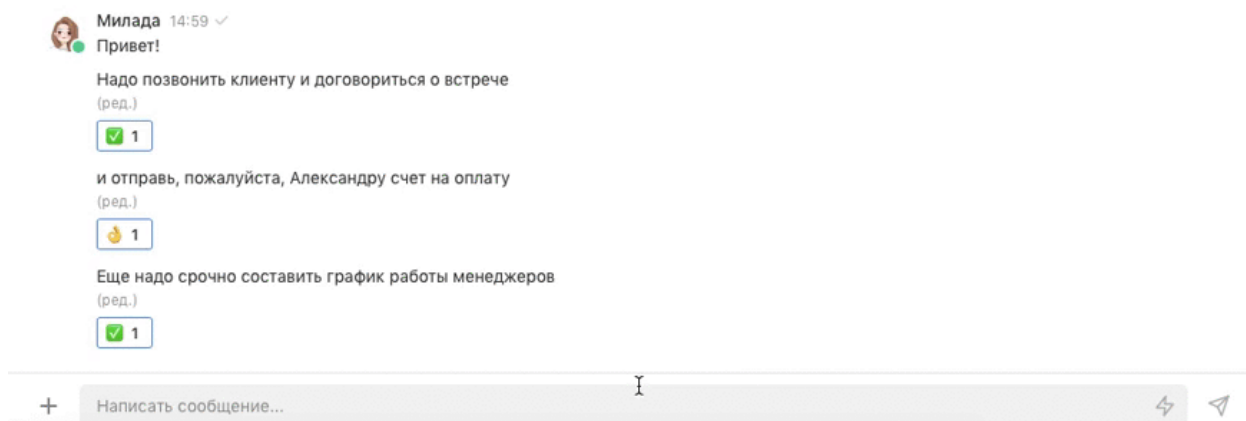 Милада 14:59
Привет!
Надо позвонить клиенту и договориться о встрече
(ред.)
✅ 1
и отправь, пожалуйста, Александру счет на оплату
(ред.)
👌 1
Еще надо срочно составить график работы менеджеров
(ред.)
✅ 1
Написать сообщение...